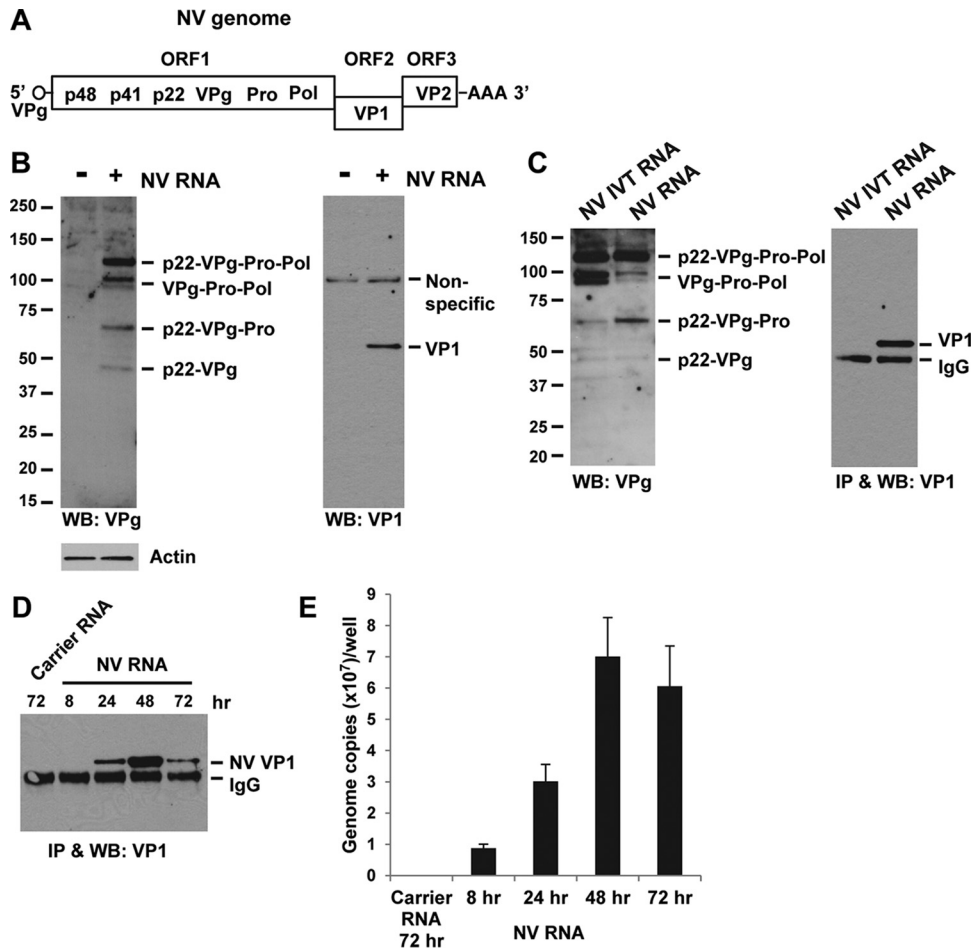 A
NV genome
ORF1
ORF2
ORF3
5’
VPg
p48 p41 p22 VPg Pro Pol
VP1
VP2
AAA 3’
B
- + NV RNA
250
150
100
75
50
37
25
20
15
p22-VPg-Pro-Pol
VPg-Pro-Pol
p22-VPg-Pro
p22-VPg
WB: VPg
Actin
- + NV RNA
Non-
specific
VP1
WB: VP1
C
NV IVT RNA
NV RNA
150
100
75
50
37
25
20
p22-VPg-Pro-Pol
VPg-Pro-Pol
p22-VPg-Pro
p22-VPg
WB: VPg
NV IVT RNA
NV RNA
VP1
IgG
IP & WB: VP1
D
Carrier RNA
NV RNA
72 8 24 48 72 hr
NV VP1
IgG
IP & WB: VP1
E
Genome copies (x10⁷)/well
9
8
7
6
5
4
3
2
1
0
Carrier
RNA
72 hr
8 hr 24 hr 48 hr 72 hr
NV RNA